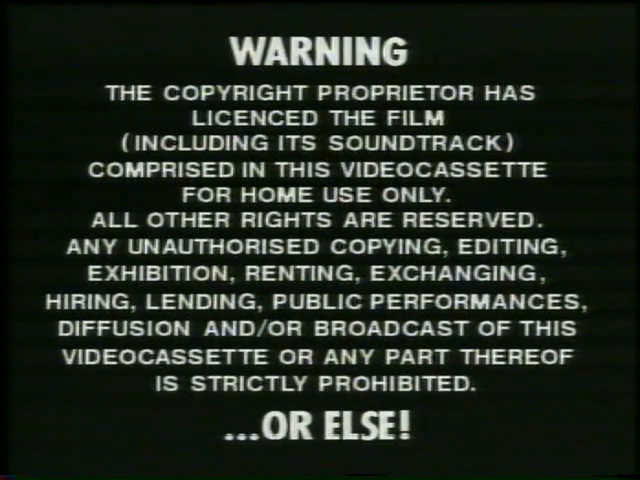 WARNING
THE COPYRIGHT PROPRIETOR HAS
LICENCED THE FILM
(INCLUDING ITS SOUNDTRACK)
COMPRISED IN THIS VIDEOCASSETTE
FOR HOME USE ONLY.
ALL OTHER RIGHTS ARE RESERVED.
ANY UNAUTHORISED COPYING, EDITING,
EXHIBITION, RENTING, EXCHANGING,
HIRING, LENDING, PUBLIC PERFORMANCES,
DIFFUSION AND/OR BROADCAST OF THIS
VIDEOCASSETTE OR ANY PART THEREOF
IS STRICTLY PROHIBITED.
...OR ELSE!